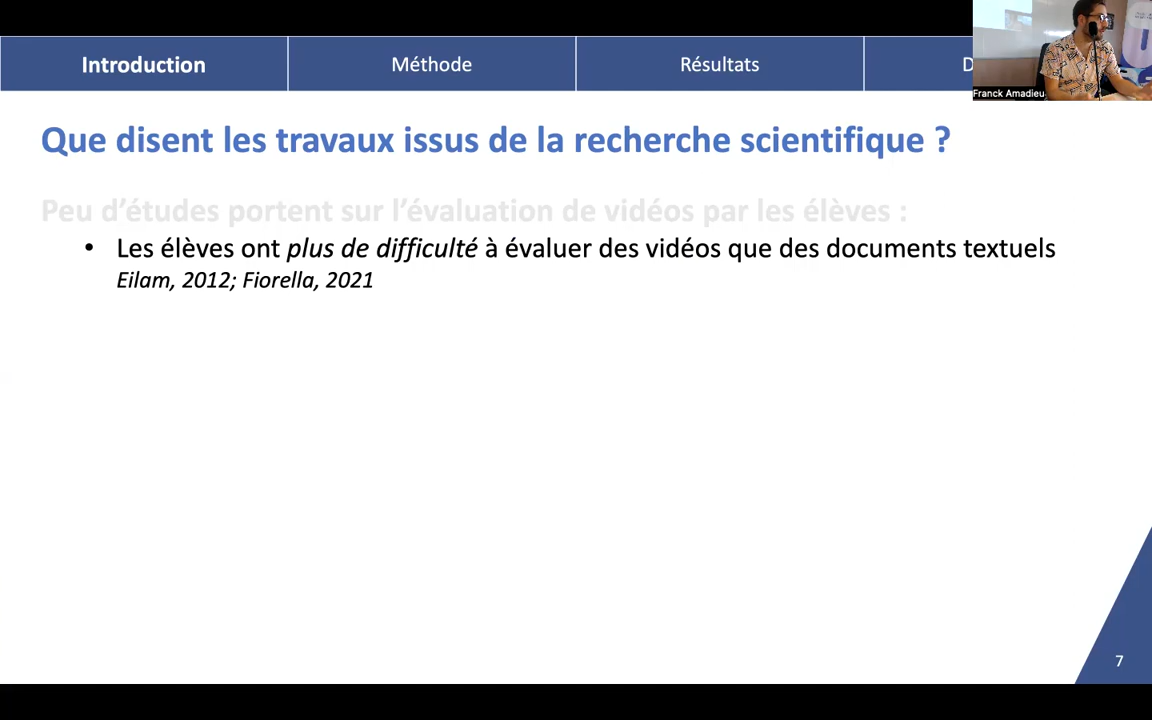 Introduction
Méthode
Résultats
D
Franck Amadieu
Que disent les travaux issus de la recherche scientifique ?
Peu d'études portent sur l'évaluation de vidéos par les élèves :
• Les élèves ont plus de difficulté à évaluer des vidéos que des documents textuels
Eilam, 2012; Fiorella, 2021
7